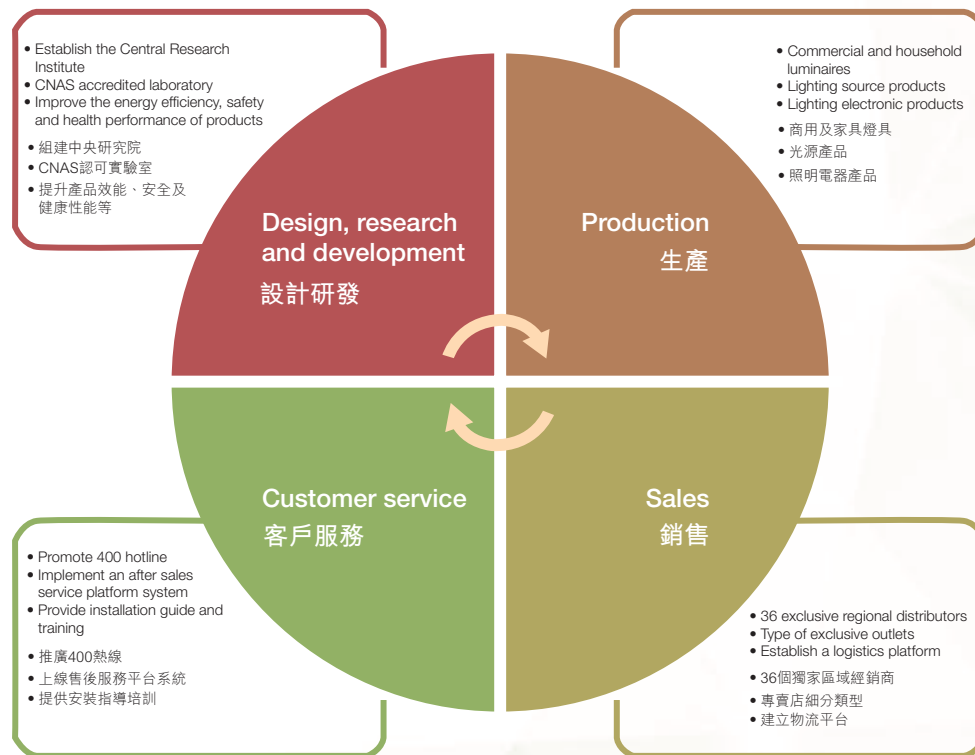 • Establish the Central Research
Institute
• CNAS accredited laboratory
• Improve the energy efficiency, safety
and health performance of products
• 組建中央研究院
• CNAS認可實驗室
• 提升產品效能、安全及
健康性能等
• Commercial and household
luminaires
• Lighting source products
• Lighting electronic products
• 商用及家具燈具
• 光源產品
• 照明電器產品
Design, research
and development
設計研發
Production
生產
Customer service
客戶服務
Sales
銷售
• Promote 400 hotline
• Implement an after sales
service platform system
• Provide installation guide and
training
• 推廣400熱線
• 上線售後服務平台系統
• 提供安裝指導培訓
• 36 exclusive regional distributors
• Type of exclusive outlets
• Establish a logistics platform
• 36個獨家區域經銷商
• 專賣店細分類型
• 建立物流平台